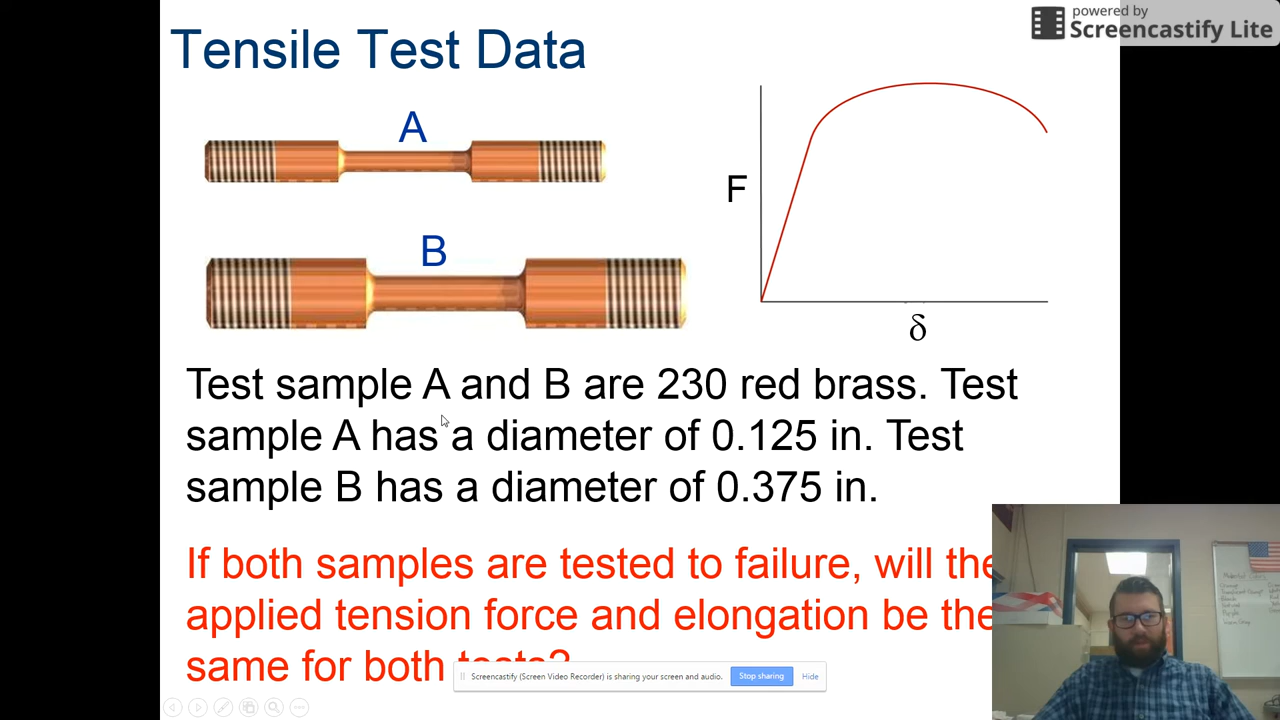 powered by
Screencastify Lite
Tensile Test Data
A
B
F
δ
Test sample A and B are 230 red brass. Test
sample A has a diameter of 0.125 in. Test
sample B has a diameter of 0.375 in.
If both samples are tested to failure, will the
applied tension force and elongation be the
same for both tests?
Screencastify (Screen Video Recorder) is sharing your screen and audio.
Stop sharing
Hide